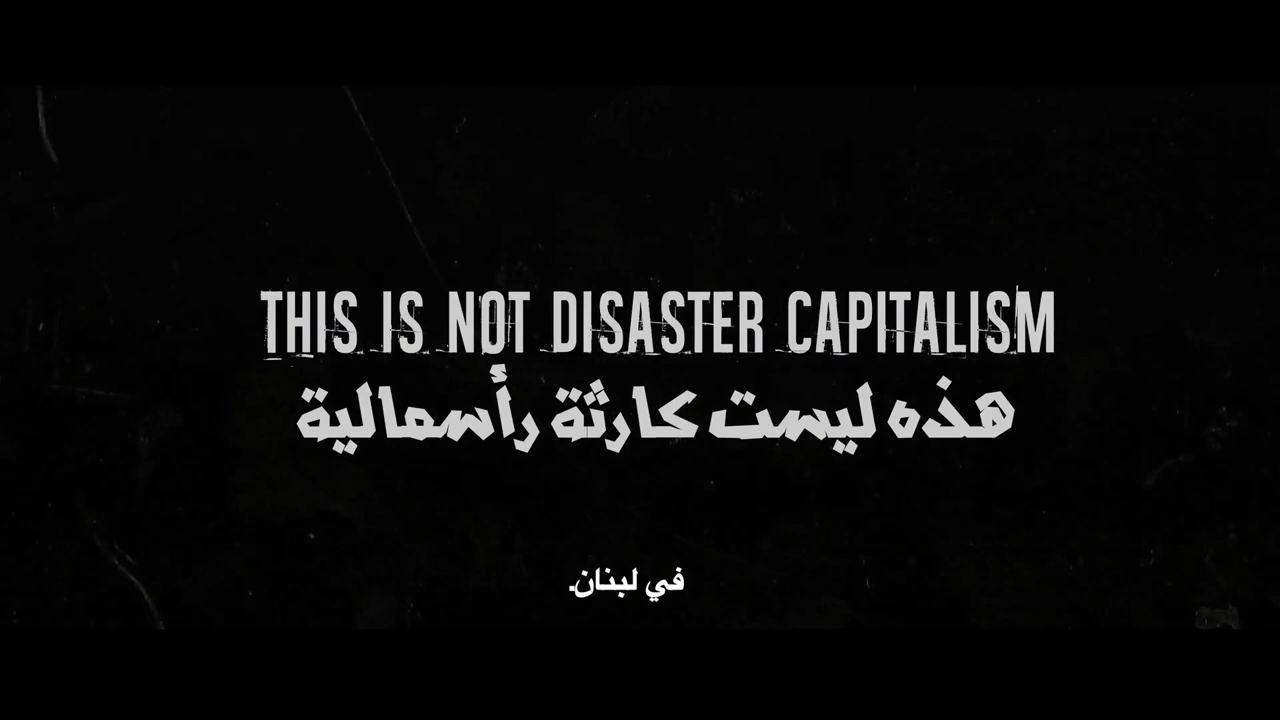 THIS IS NOT DISASTER CAPITALISM
هذه ليست كارثة رأسمالية
في لبنان.